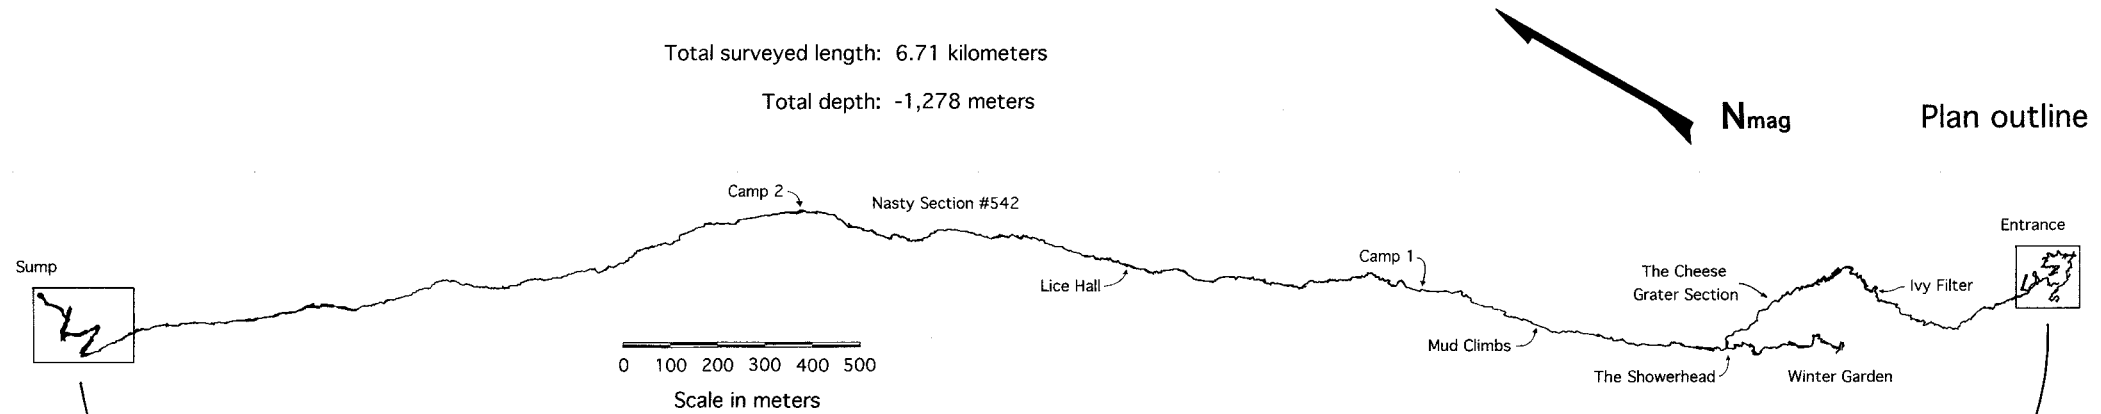 Total surveyed length: 6.71 kilometers
Total depth: -1,278 meters
Nmag
Plan outline
Camp 2
Nasty Section #542
Entrance
Sump
Lice Hall
Camp 1
The Cheese
Grater Section
Ivy Filter
Mud Climbs
The Showerhead
Winter Garden
0 100 200 300 400 500
Scale in meters